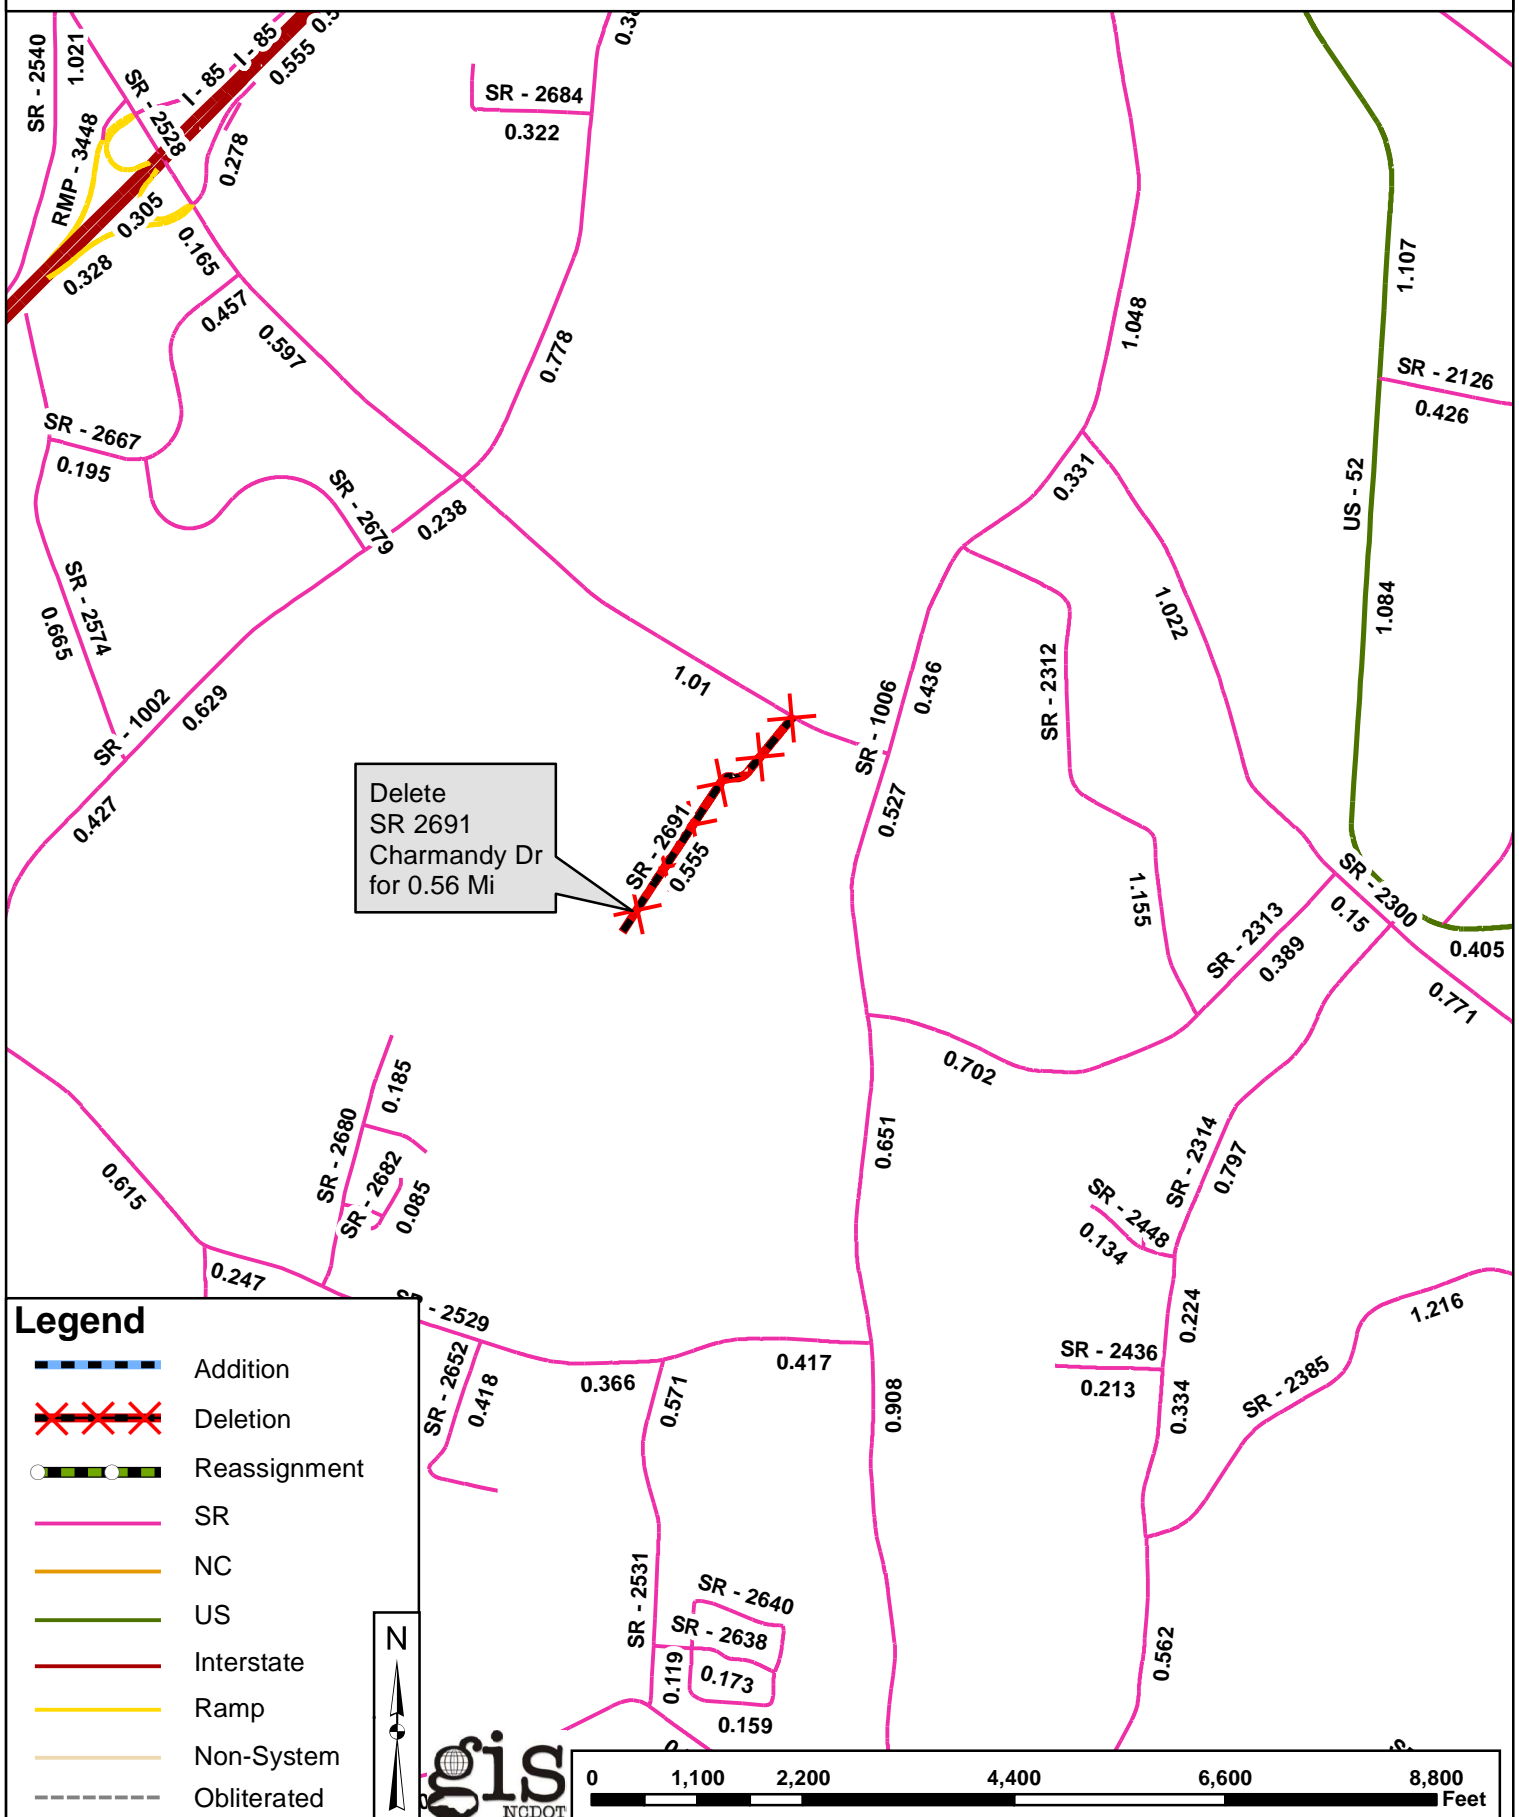 SR - 2540
1.021
SR - 2528
I - 85
I - 85
0.555
RMP - 3448
0.278
0.305
0.328
0.165
0.457
0.597
SR - 2684
0.322
0.778
1.048
1.107
SR - 2126
0.426
US - 52
1.084
SR - 2667
0.195
SR - 2679
0.238
0.331
1.022
SR - 2574
0.665
SR - 1002
0.629
0.427
1.01
SR - 1006
0.436
SR - 2312
0.527
Delete
SR 2691
Charmandy Dr
for 0.56 Mi
SR - 2691
0.555
1.155
SR - 2300
0.15
SR - 2313
0.389
0.405
0.771
0.702
0.185
SR - 2680
SR - 2682
0.085
0.615
0.247
0.651
SR - 2314
0.797
SR - 2448
0.134
0.224
1.216
SR - 2529
SR - 2652
0.418
0.366
0.571
0.417
0.908
SR - 2436
0.213
0.334
SR - 2385
SR - 2531
SR - 2640
SR - 2638
0.119
0.173
0.159
0.562
Legend
Addition
Deletion
Reassignment
SR
NC
US
Interstate
Ramp
Non-System
Obliterated
N
gis
NCDOT
0 1,100 2,200 4,400 6,600 8,800
Feet